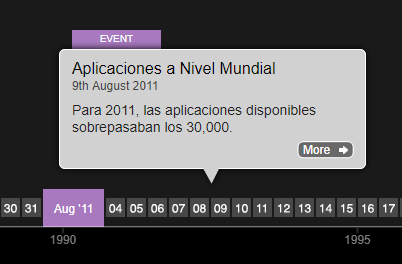 EVENT
Aplicaciones a Nivel Mundial
9th August 2011
Para 2011, las aplicaciones disponibles
sobrepasaban los 30,000.
More
30 31 Aug '11 04 05 06 07 08 09 10 11 12 13 14 15 16 17
1990 1995